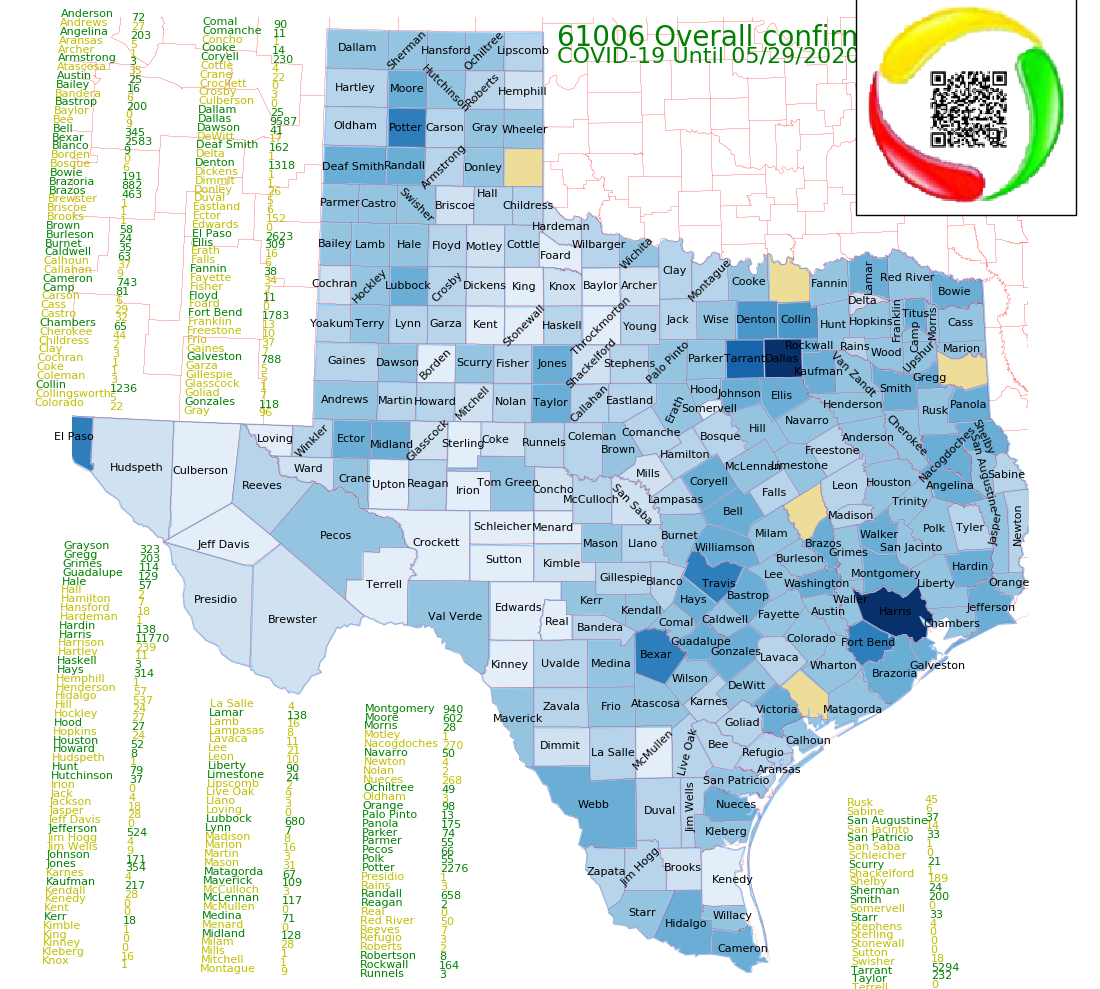 61006 Overall confirm
COVID-19 Until 05/29/2020
Anderson 72
Andrews 27
Angelina 203
Aransas 5
Archer 1
Armstrong 3
Atascosa 35
Austin 25
Bailey 16
Bandera 6
Bastrop 200
Baylor 0
Bee 9
Bell 345
Bexar 2583
Blanco 9
Borden 0
Bosque 6
Bowie 191
Brazoria 882
Brazos 463
Brewster 1
Briscoe 1
Brooks 1
Brown 58
Burleson 24
Burnet 35
Caldwell 63
Calhoun 37
Callahan 9
Cameron 743
Camp 81
Carson 6
Cass 29
Castro 32
Chambers 65
Cherokee 44
Childress 2
Clay 3
Cochran 1
Coke 1
Coleman 3
Collin 1236
Collingsworth
Colorado 22
Comal 90
Comanche 11
Concho 1
Cooke 14
Coryell 230
Cottle 4
Crane 22
Crockett 0
Crosby 3
Culberson 0
Dallam 25
Dallas 9587
Dawson 41
DeWitt 17
Deaf Smith 162
Delta 1
Denton 1318
Dickens 1
Dimmit 1
Donley 26
Duval 5
Eastland 6
Ector 152
Edwards 0
El Paso 2623
Ellis 309
Erath 16
Falls 6
Fannin 38
Fayette 34
Fisher 2
Floyd 11
Foard 0
Fort Bend 1783
Franklin 13
Freestone 10
Frio 37
Gaines 7
Galveston 788
Garza 5
Gillespie 5
Glasscock 1
Goliad 7
Gonzales 118
Gray 96
Grayson 323
Gregg 203
Grimes 114
Guadalupe 129
Hale 57
Hall 2
Hamilton 7
Hansford 18
Hardeman 1
Hardin 138
Harris 11770
Harrison 239
Hartley 11
Haskell 3
Hays 314
Hemphill 1
Henderson 57
Hidalgo 537
Hill 24
Hockley 27
Hood 27
Hopkins 24
Houston 52
Howard 8
Hudspeth 1
Hunt 79
Hutchinson 37
Irion 0
Jack 4
Jackson 18
Jasper 28
Jeff Davis 0
Jefferson 524
Jim Hogg 4
Jim Wells 9
Johnson 171
Jones 354
Karnes 4
Kaufman 217
Kendall 28
Kenedy 0
Kent 0
Kerr 18
Kimble 1
King 0
Kinney 0
Kleberg 16
Knox 1
La Salle 4
Lamar 138
Lamb 16
Lampasas 8
Lavaca 11
Lee 21
Leon 10
Liberty 90
Limestone 24
Lipscomb 2
Live Oak 9
Llano 3
Loving 0
Lubbock 680
Lynn 7
Madison 8
Marion 16
Martin 3
Mason 31
Matagorda 67
Maverick 109
McCulloch 3
McLennan 117
McMullen 0
Medina 71
Menard 0
Midland 128
Milam 28
Mills 1
Mitchell 1
Montague 9
Montgomery 940
Moore 602
Morris 28
Motley 1
Nacogdoches 270
Navarro 50
Newton 4
Nolan 2
Nueces 268
Ochiltree 49
Oldham 3
Orange 98
Palo Pinto 13
Panola 175
Parker 74
Parmer 55
Pecos 66
Polk 55
Potter 2276
Presidio 1
Rains 3
Randall 658
Reagan 2
Real 0
Red River 50
Reeves 7
Refugio 3
Roberts 2
Robertson 8
Rockwall 164
Runnels 3
Rusk 45
Sabine 6
San Augustine 37
San Jacinto 14
San Patricio 33
San Saba 1
Schleicher 0
Scurry 21
Shackelford 1
Shelby 189
Sherman 24
Smith 200
Somervell 0
Starr 33
Stephens 4
Sterling 0
Stonewall 0
Sutton 0
Swisher 18
Tarrant 5294
Taylor 232
Terrell 0
Dallam Sherman Hansford Ochiltree Lipscomb
Hartley Moore Hutchinson Roberts Hemphill
Oldham Potter Carson Gray Wheeler
Deaf Smith Randall Armstrong Donley
Parmer Castro Swisher Briscoe Hall Childress
Hardeman
Bailey Lamb Hale Floyd Motley Cottle Foard Wilbarger Wichita
Cochran Hockley Lubbock Crosby Dickens King Knox Baylor Archer Clay Montague Cooke Fannin Lamar Red River Bowie
Yoakum Terry Lynn Garza Kent Stonewall Haskell Throckmorton Young Jack Wise Denton Collin Hunt Delta Hopkins Franklin Titus Camp Morris Cass
Gaines Dawson Borden Scurry Fisher Jones Shackelford Stephens Palo Pinto Parker Tarrant Dallas Rockwall Kaufman Rains Van Zandt Wood Upshur Marion Gregg
Andrews Martin Howard Mitchell Nolan Taylor Callahan Eastland Erath Hood Somervell Johnson Ellis Henderson Smith Rusk Panola
El Paso Hudspeth Culberson Loving Winkler Ector Midland Glasscock Sterling Coke Runnels Coleman Brown Comanche Hamilton Bosque Hill Navarro Freestone Anderson Cherokee Nacogdoches Shelby San Augustine Sabine
Reeves Ward Crane Upton Reagan Irion Tom Green Concho McCulloch San Saba Mills Lampasas Coryell McLennan Limestone Falls Leon Houston Angelina Trinity
Jeff Davis Pecos Crockett Schleicher Menard Mason Llano Burnet Bell Milam Madison Walker Polk Tyler Jasper Newton
Presidio Brewster Terrell Sutton Kimble Gillespie Blanco Williamson Travis Lee Burleson Brazos Grimes San Jacinto Montgomery Liberty Hardin Orange
Val Verde Edwards Real Kerr Kendall Bandera Comal Hays Caldwell Bastrop Fayette Washington Austin Waller Harris Chambers Jefferson
Kinney Uvalde Medina Bexar Guadalupe Gonzales Lavaca Colorado Wharton Fort Bend Brazoria Galveston
Maverick Zavala Frio Atascosa Wilson Karnes DeWitt Victoria Matagorda
Dimmit La Salle McMullen Live Oak Bee Goliad Refugio Calhoun Aransas
Webb Duval Jim Wells San Patricio Nueces Kleberg
Zapata Jim Hogg Brooks Kenedy
Starr Hidalgo Willacy Cameron